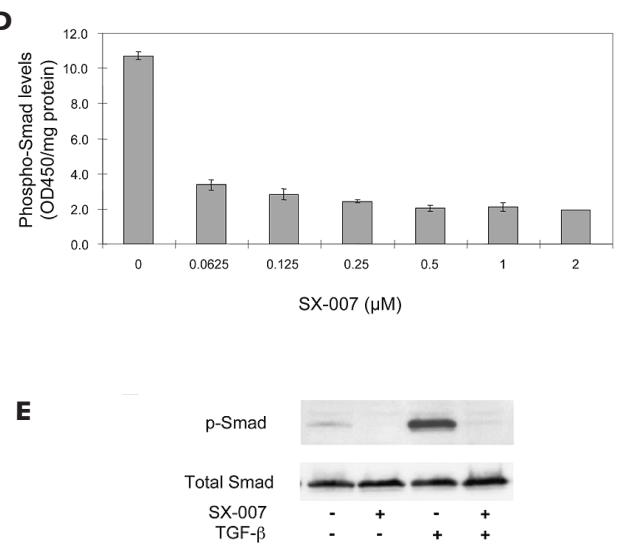 D
Phospho-Smad levels
(OD450/mg protein)
12.0
10.0
8.0
6.0
4.0
2.0
0.0
0 0.0625 0.125 0.25 0.5 1 2
SX-007 (µM)
E
p-Smad
Total Smad
SX-007 - + - +
TGF-β - - + +